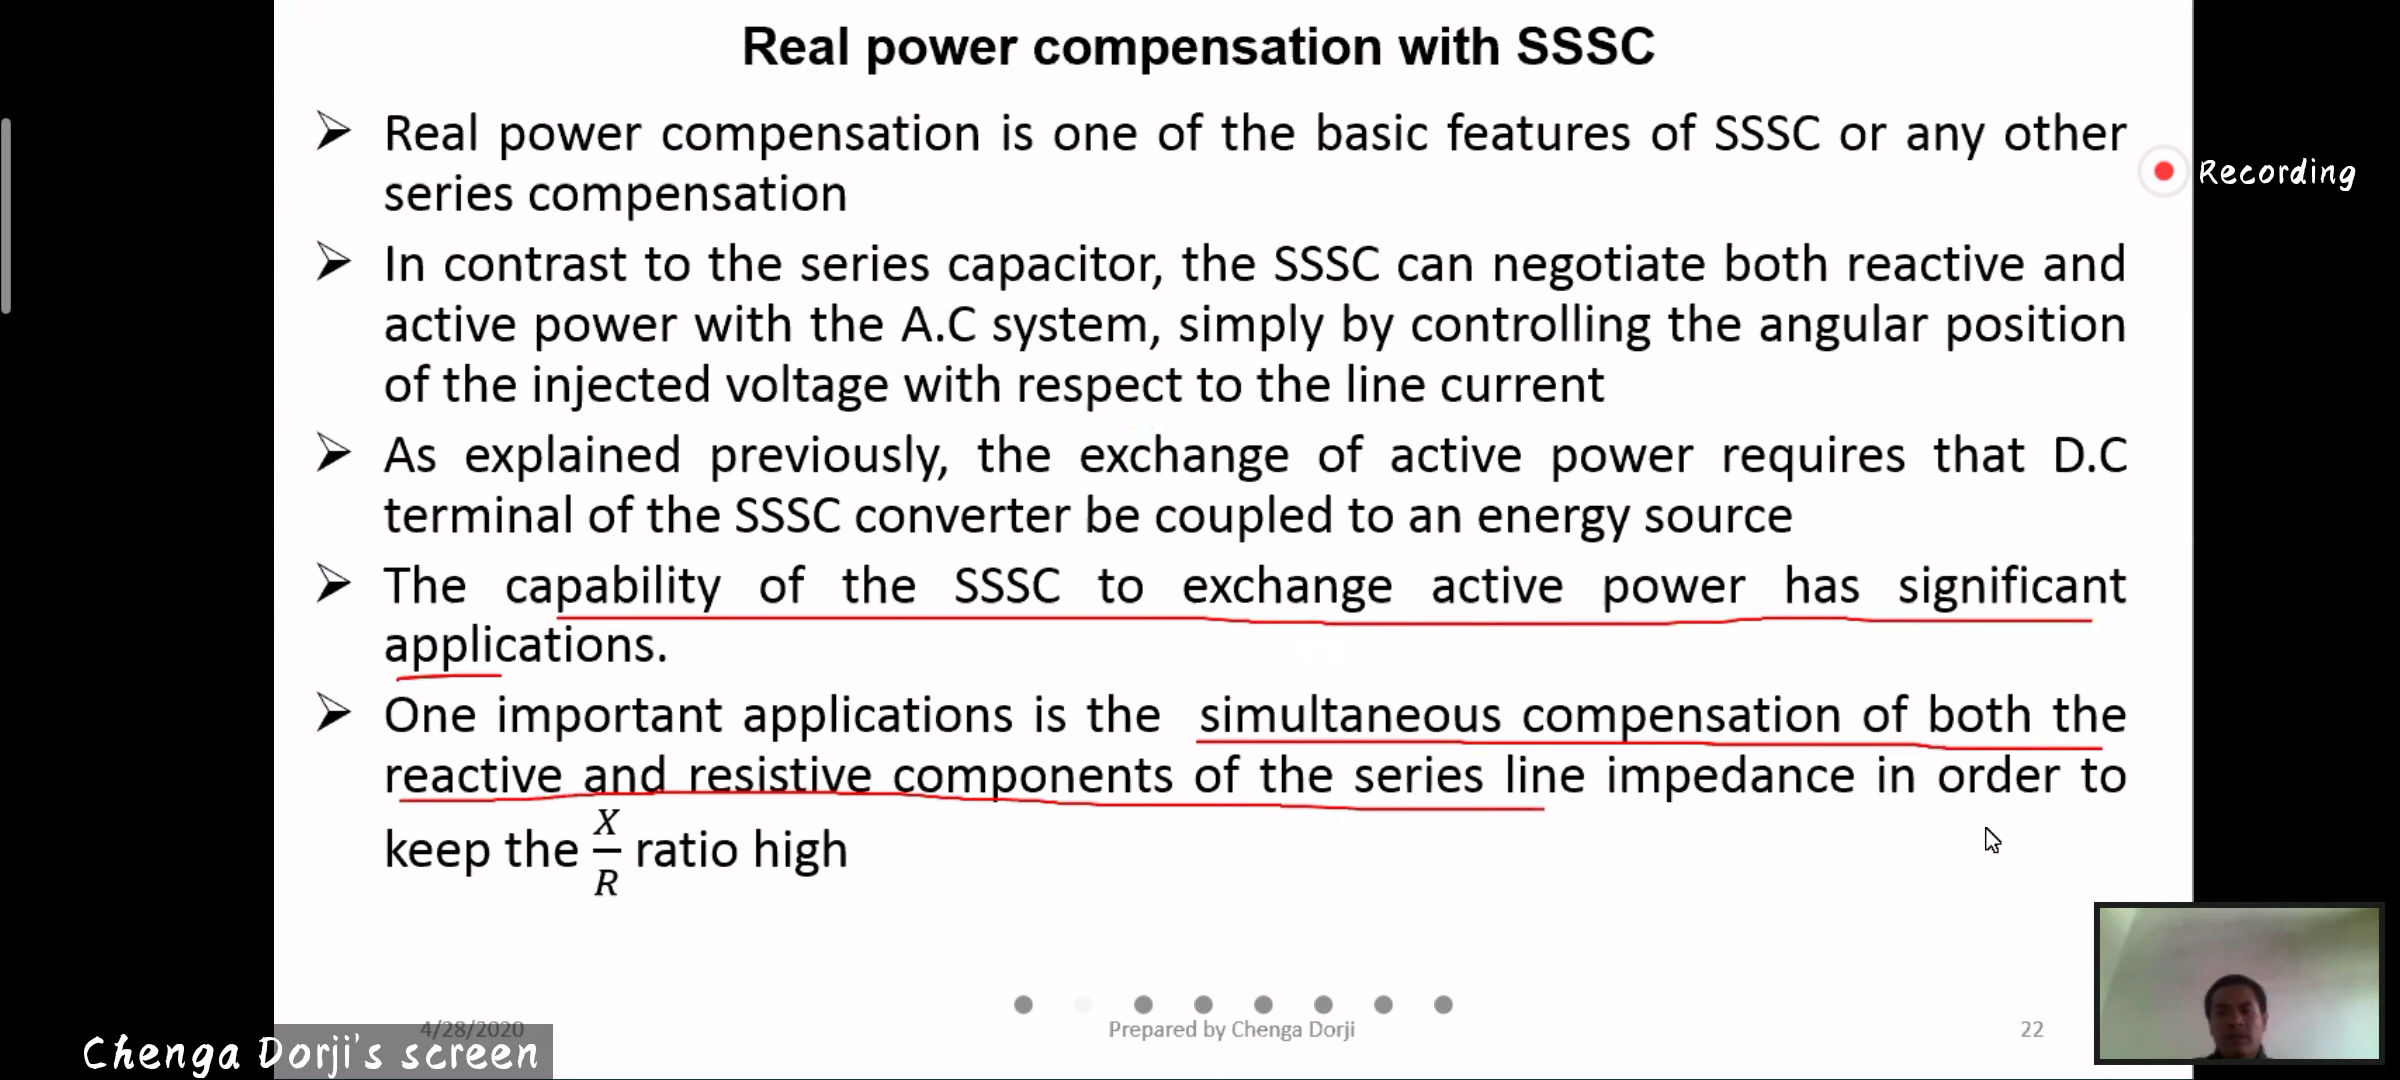 Real power compensation with SSSC
Real power compensation is one of the basic features of SSSC or any other
series compensation
In contrast to the series capacitor, the SSSC can negotiate both reactive and
active power with the A.C system, simply by controlling the angular position
of the injected voltage with respect to the line current
As explained previously, the exchange of active power requires that D.C
terminal of the SSSC converter be coupled to an energy source
The capability of the SSSC to exchange active power has significant
applications.
One important applications is the simultaneous compensation of both the
reactive and resistive components of the series line impedance in order to
keep the X/R ratio high
Recording
4/28/2020
Prepared by Chenga Dorji
22
Chenga Dorji's screen